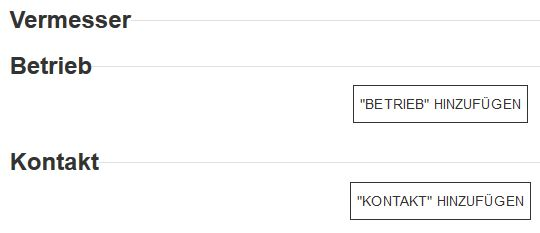 Vermesser
Betrieb
"BETRIEB" HINZUFÜGEN
Kontakt
"KONTAKT" HINZUFÜGEN